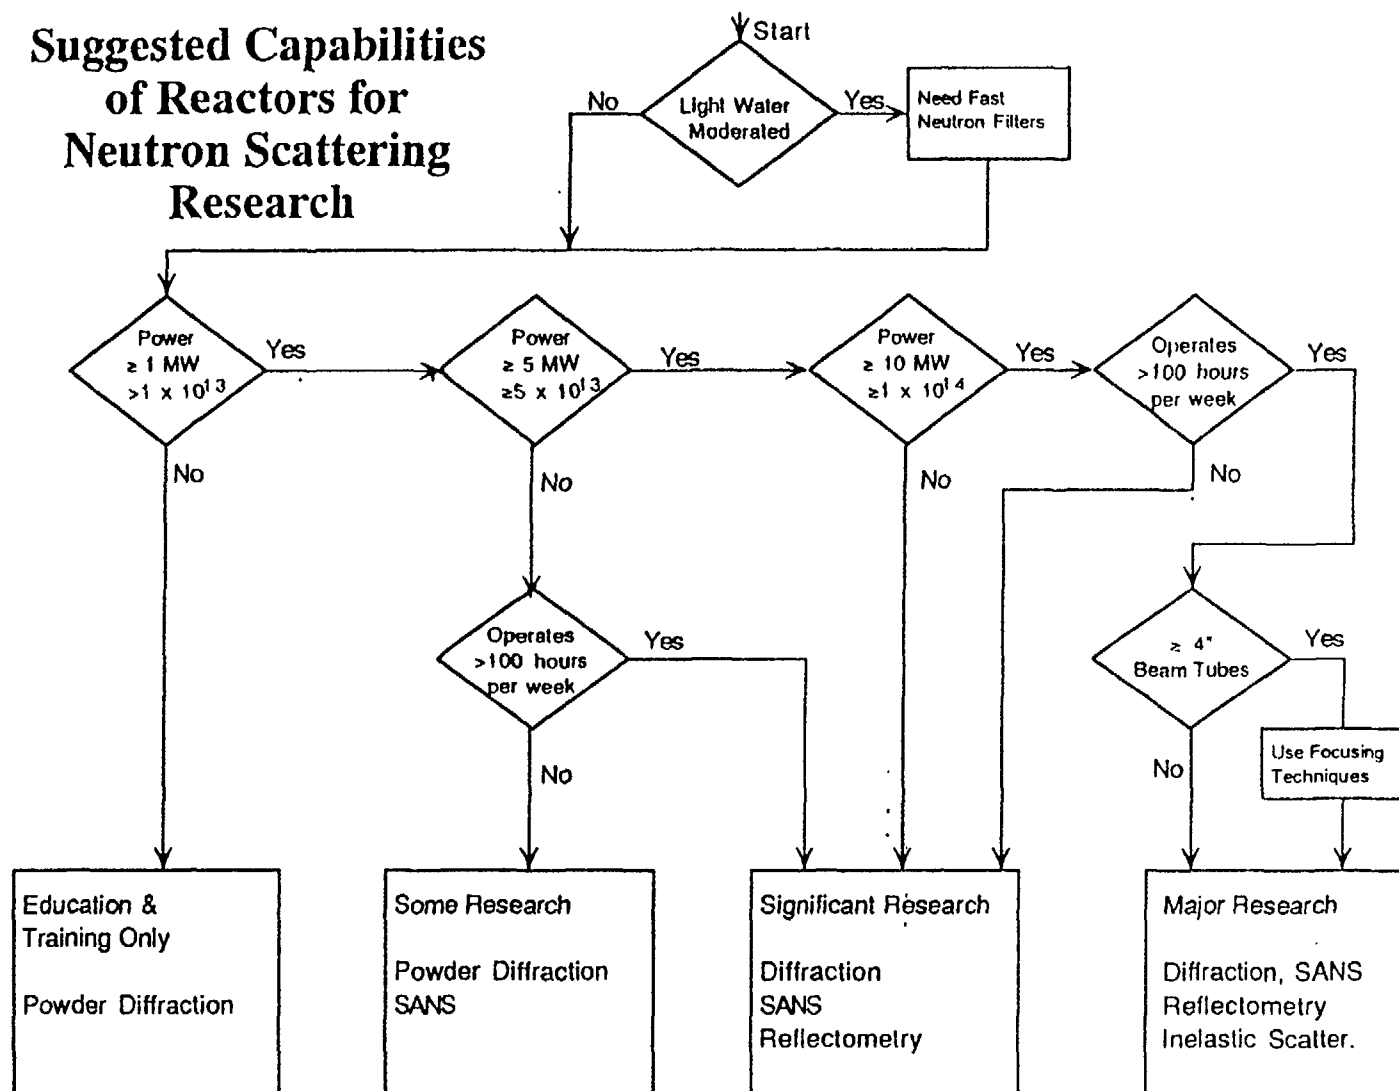 Suggested Capabilities
of Reactors for
Neutron Scattering
Research
Start
Light Water
Moderated
No
Yes
Need Fast
Neutron Filters
Power
≥ 1 MW
>1 x 10¹³
Yes
No
Power
≥ 5 MW
≥5 x 10¹³
Yes
No
Power
≥ 10 MW
≥1 x 10¹⁴
Yes
No
Operates
>100 hours
per week
Yes
No
Operates
>100 hours
per week
Yes
No
≥ 4"
Beam Tubes
Yes
No
Use Focusing
Techniques
Education &
Training Only
Powder Diffraction
Some Research
Powder Diffraction
SANS
Significant Research
Diffraction
SANS
Reflectometry
Major Research
Diffraction, SANS
Reflectometry
Inelastic Scatter.